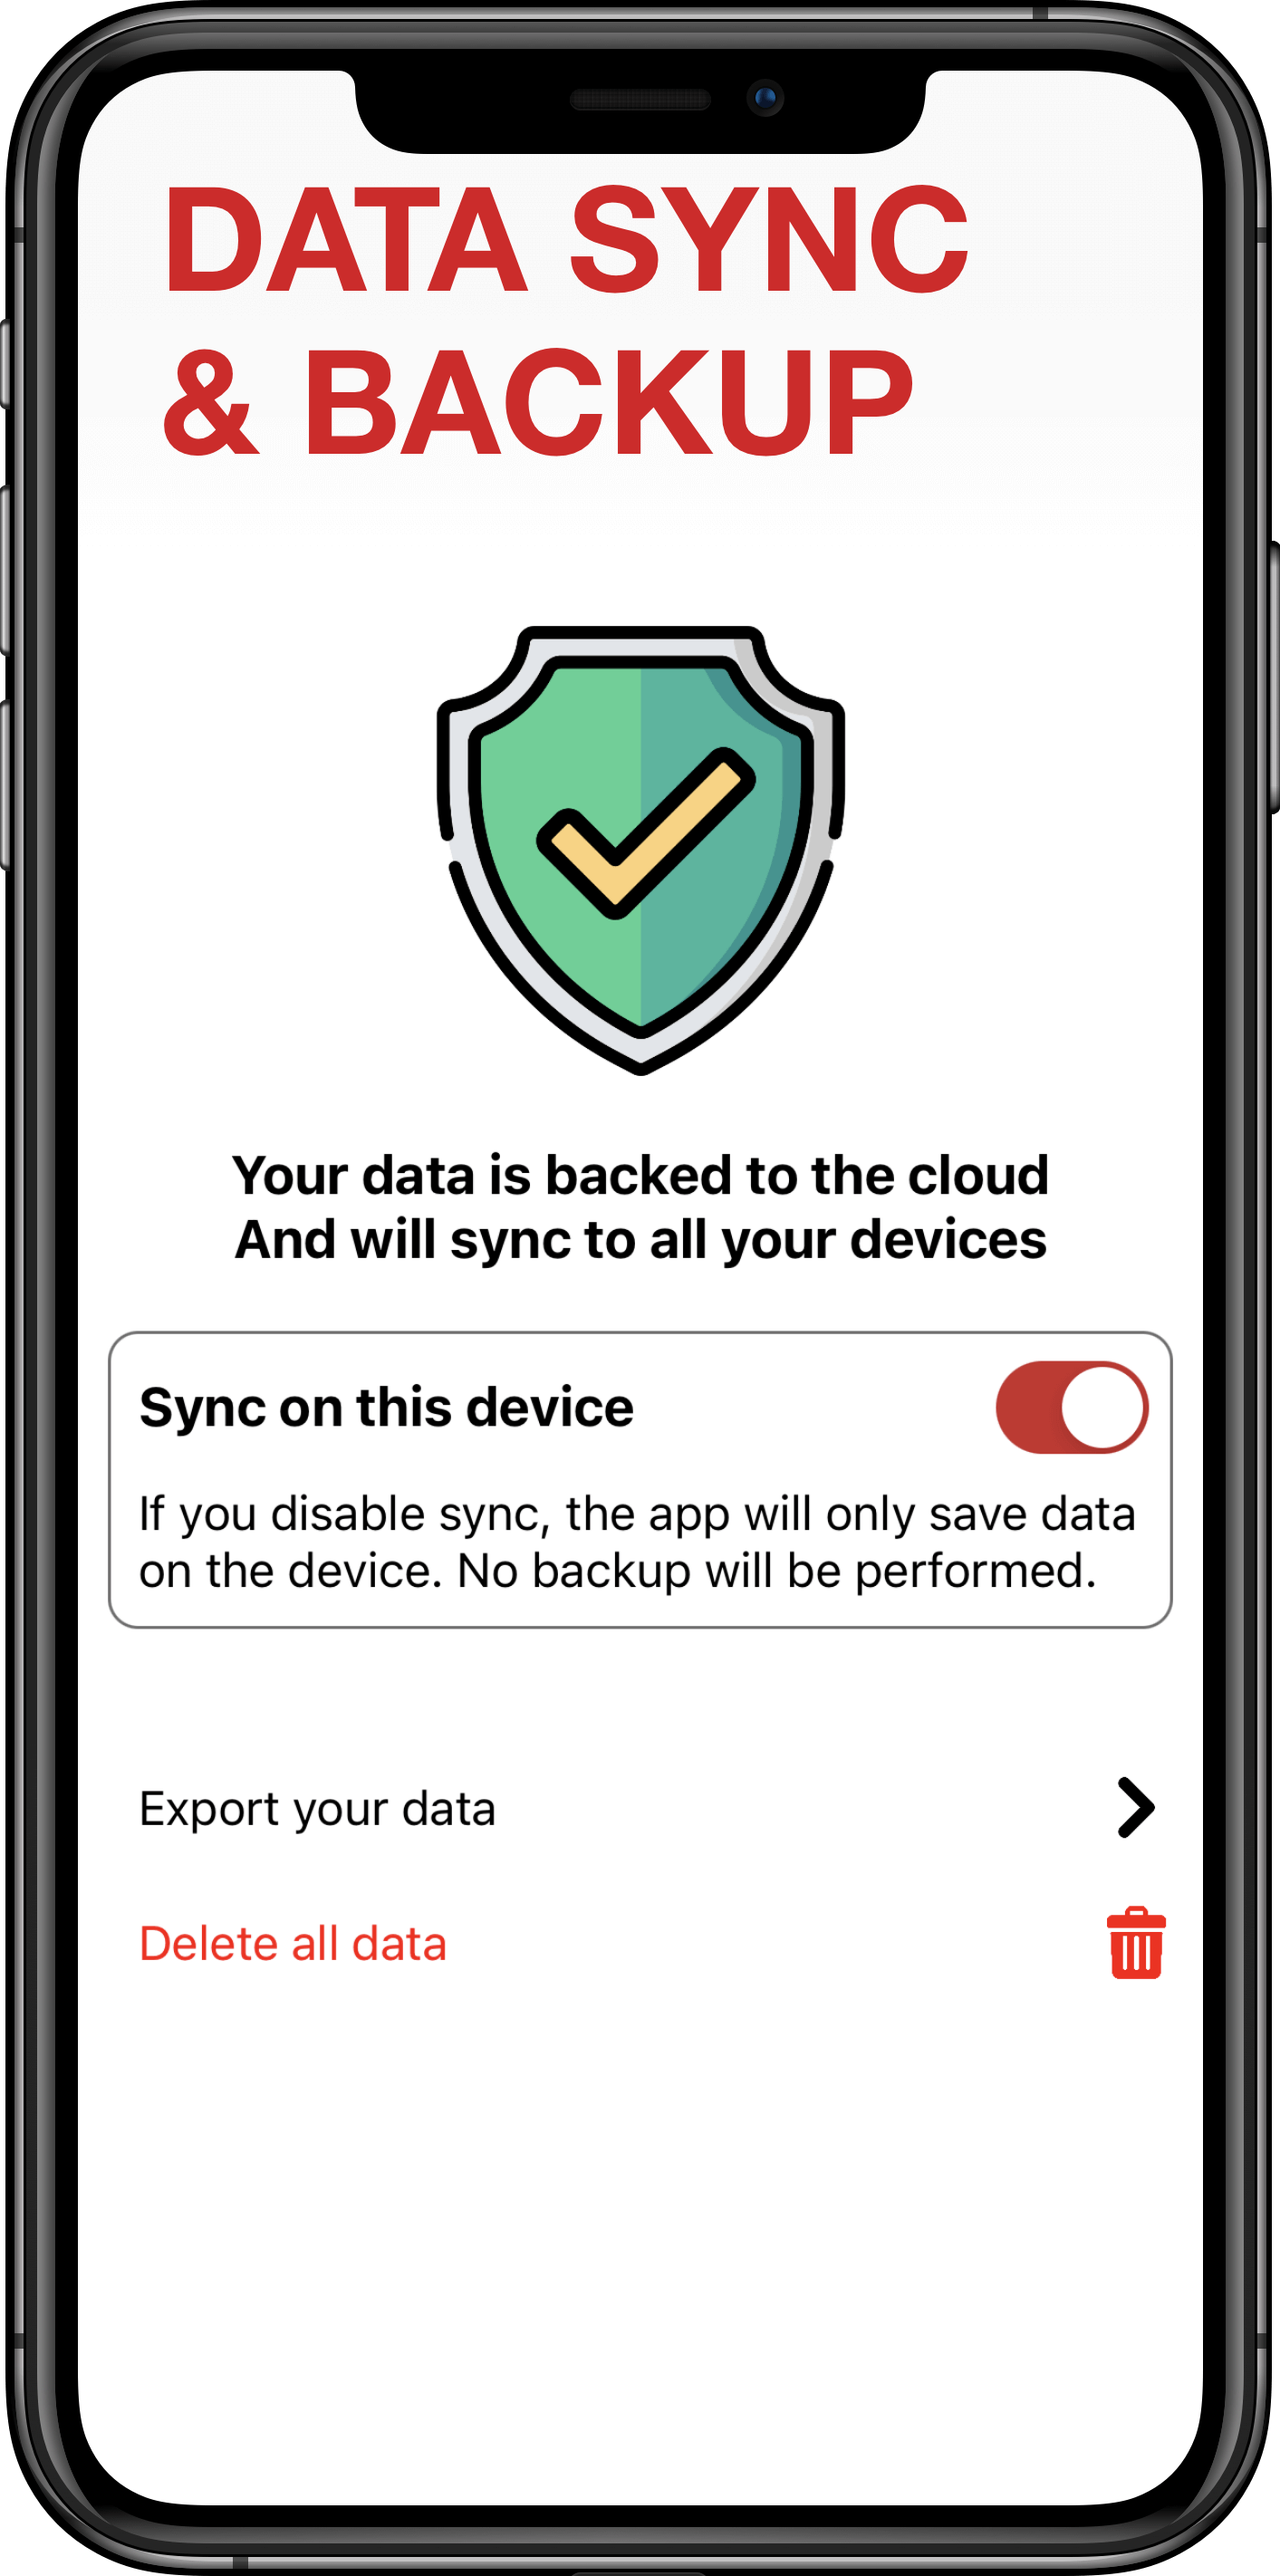 DATA SYNC
& BACKUP
Your data is backed to the cloud
And will sync to all your devices
Sync on this device
If you disable sync, the app will only save data
on the device. No backup will be performed.
Export your data
Delete all data